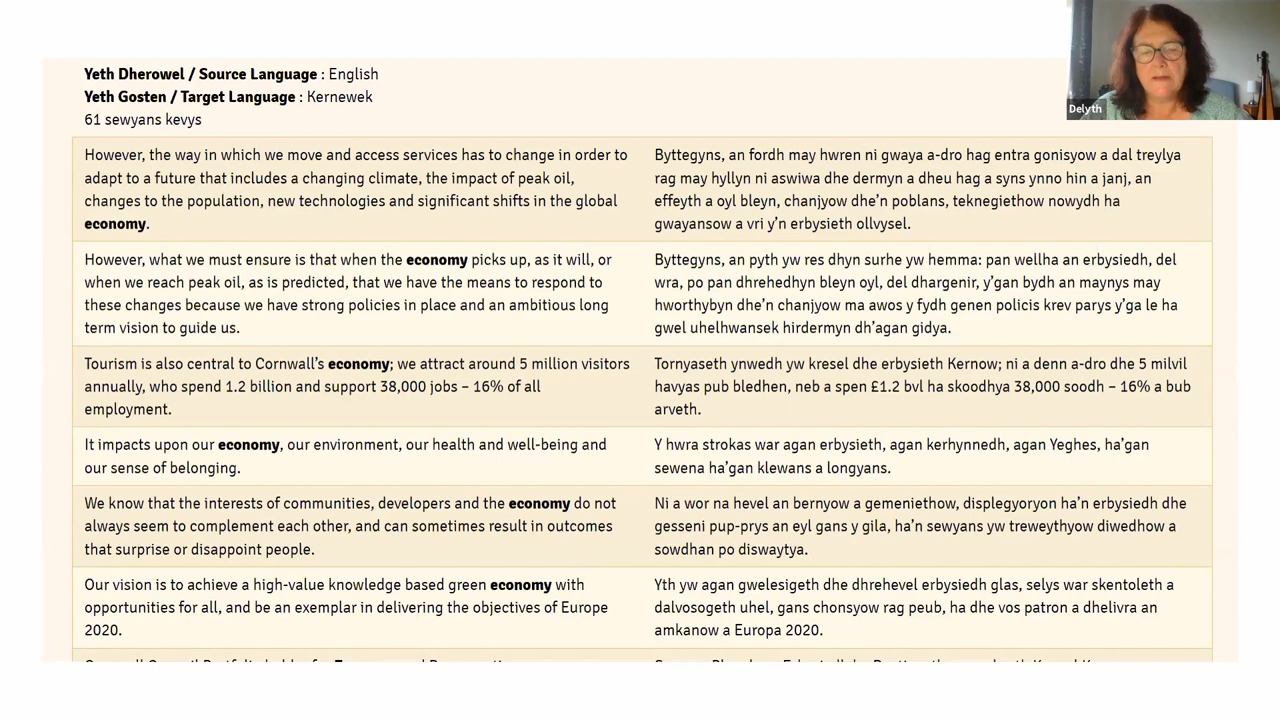 Yeth Dherowel / Source Language : English
Yeth Gosten / Target Language : Kernewek
61 sewyans kevys
Delyth
However, the way in which we move and access services has to change in order to
adapt to a future that includes a changing climate, the impact of peak oil,
changes to the population, new technologies and significant shifts in the global
economy.
Byttegyns, an fordh may hwren ni gwaya a-dro hag entra gonisyow a dal treylya
rag may hyllyn ni aswiwa dhe dermyn a dheu hag a syns ynno hin a janj, an
effeyth a oyl bleyn, chanjyow dhe'n poblans, teknegiethow nowydh ha
gwayansow a vri y'n erbysieth ollvysel.
However, what we must ensure is that when the economy picks up, as it will, or
when we reach peak oil, as is predicted, that we have the means to respond to
these changes because we have strong policies in place and an ambitious long
term vision to guide us.
Byttegyns, an pyth yw res dhyn surhe yw hemma: pan wellha an erbysiedh, del
wra, po pan dhrehedhyn bleyn oyl, del dhargenir, y'gan bydh an maynys may
hworthybyn dhe'n chanjyow ma awos y fydh genen policis krev parys y'ga le ha
gwel uhelhwansek hirdermyn dh'agan gidya.
Tourism is also central to Cornwall's economy; we attract around 5 million visitors
annually, who spend 1.2 billion and support 38,000 jobs – 16% of all
employment.
Tornyaseth ynwedh yw kresel dhe erbysieth Kernow; ni a denn a-dro dhe 5 milvil
havyas pub bledhen, neb a spen £1.2 bvl ha skoodhya 38,000 soodh – 16% a bub
arveth.
It impacts upon our economy, our environment, our health and well-being and
our sense of belonging.
Y hwra strokas war agan erbysieth, agan kerhynnedh, agan Yeghes, ha'gan
sewena ha'gan klewans a longyans.
We know that the interests of communities, developers and the economy do not
always seem to complement each other, and can sometimes result in outcomes
that surprise or disappoint people.
Ni a wor na hevel an bernyow a gemeniethow, displegyoryon ha'n erbysiedh dhe
gesseni pup-prys an eyl gans y gila, ha'n sewyans yw treweythyow diwedhow a
sowdhan po diswaytya.
Our vision is to achieve a high-value knowledge based green economy with
opportunities for all, and be an exemplar in delivering the objectives of Europe
2020.
Yth yw agan gwelesigeth dhe dhrehevel erbysiedh glas, selys war skentoleth a
dalvosogeth uhel, gans chonsyow rag peub, ha dhe vos patron a dhelivra an
amkanow a Europa 2020.